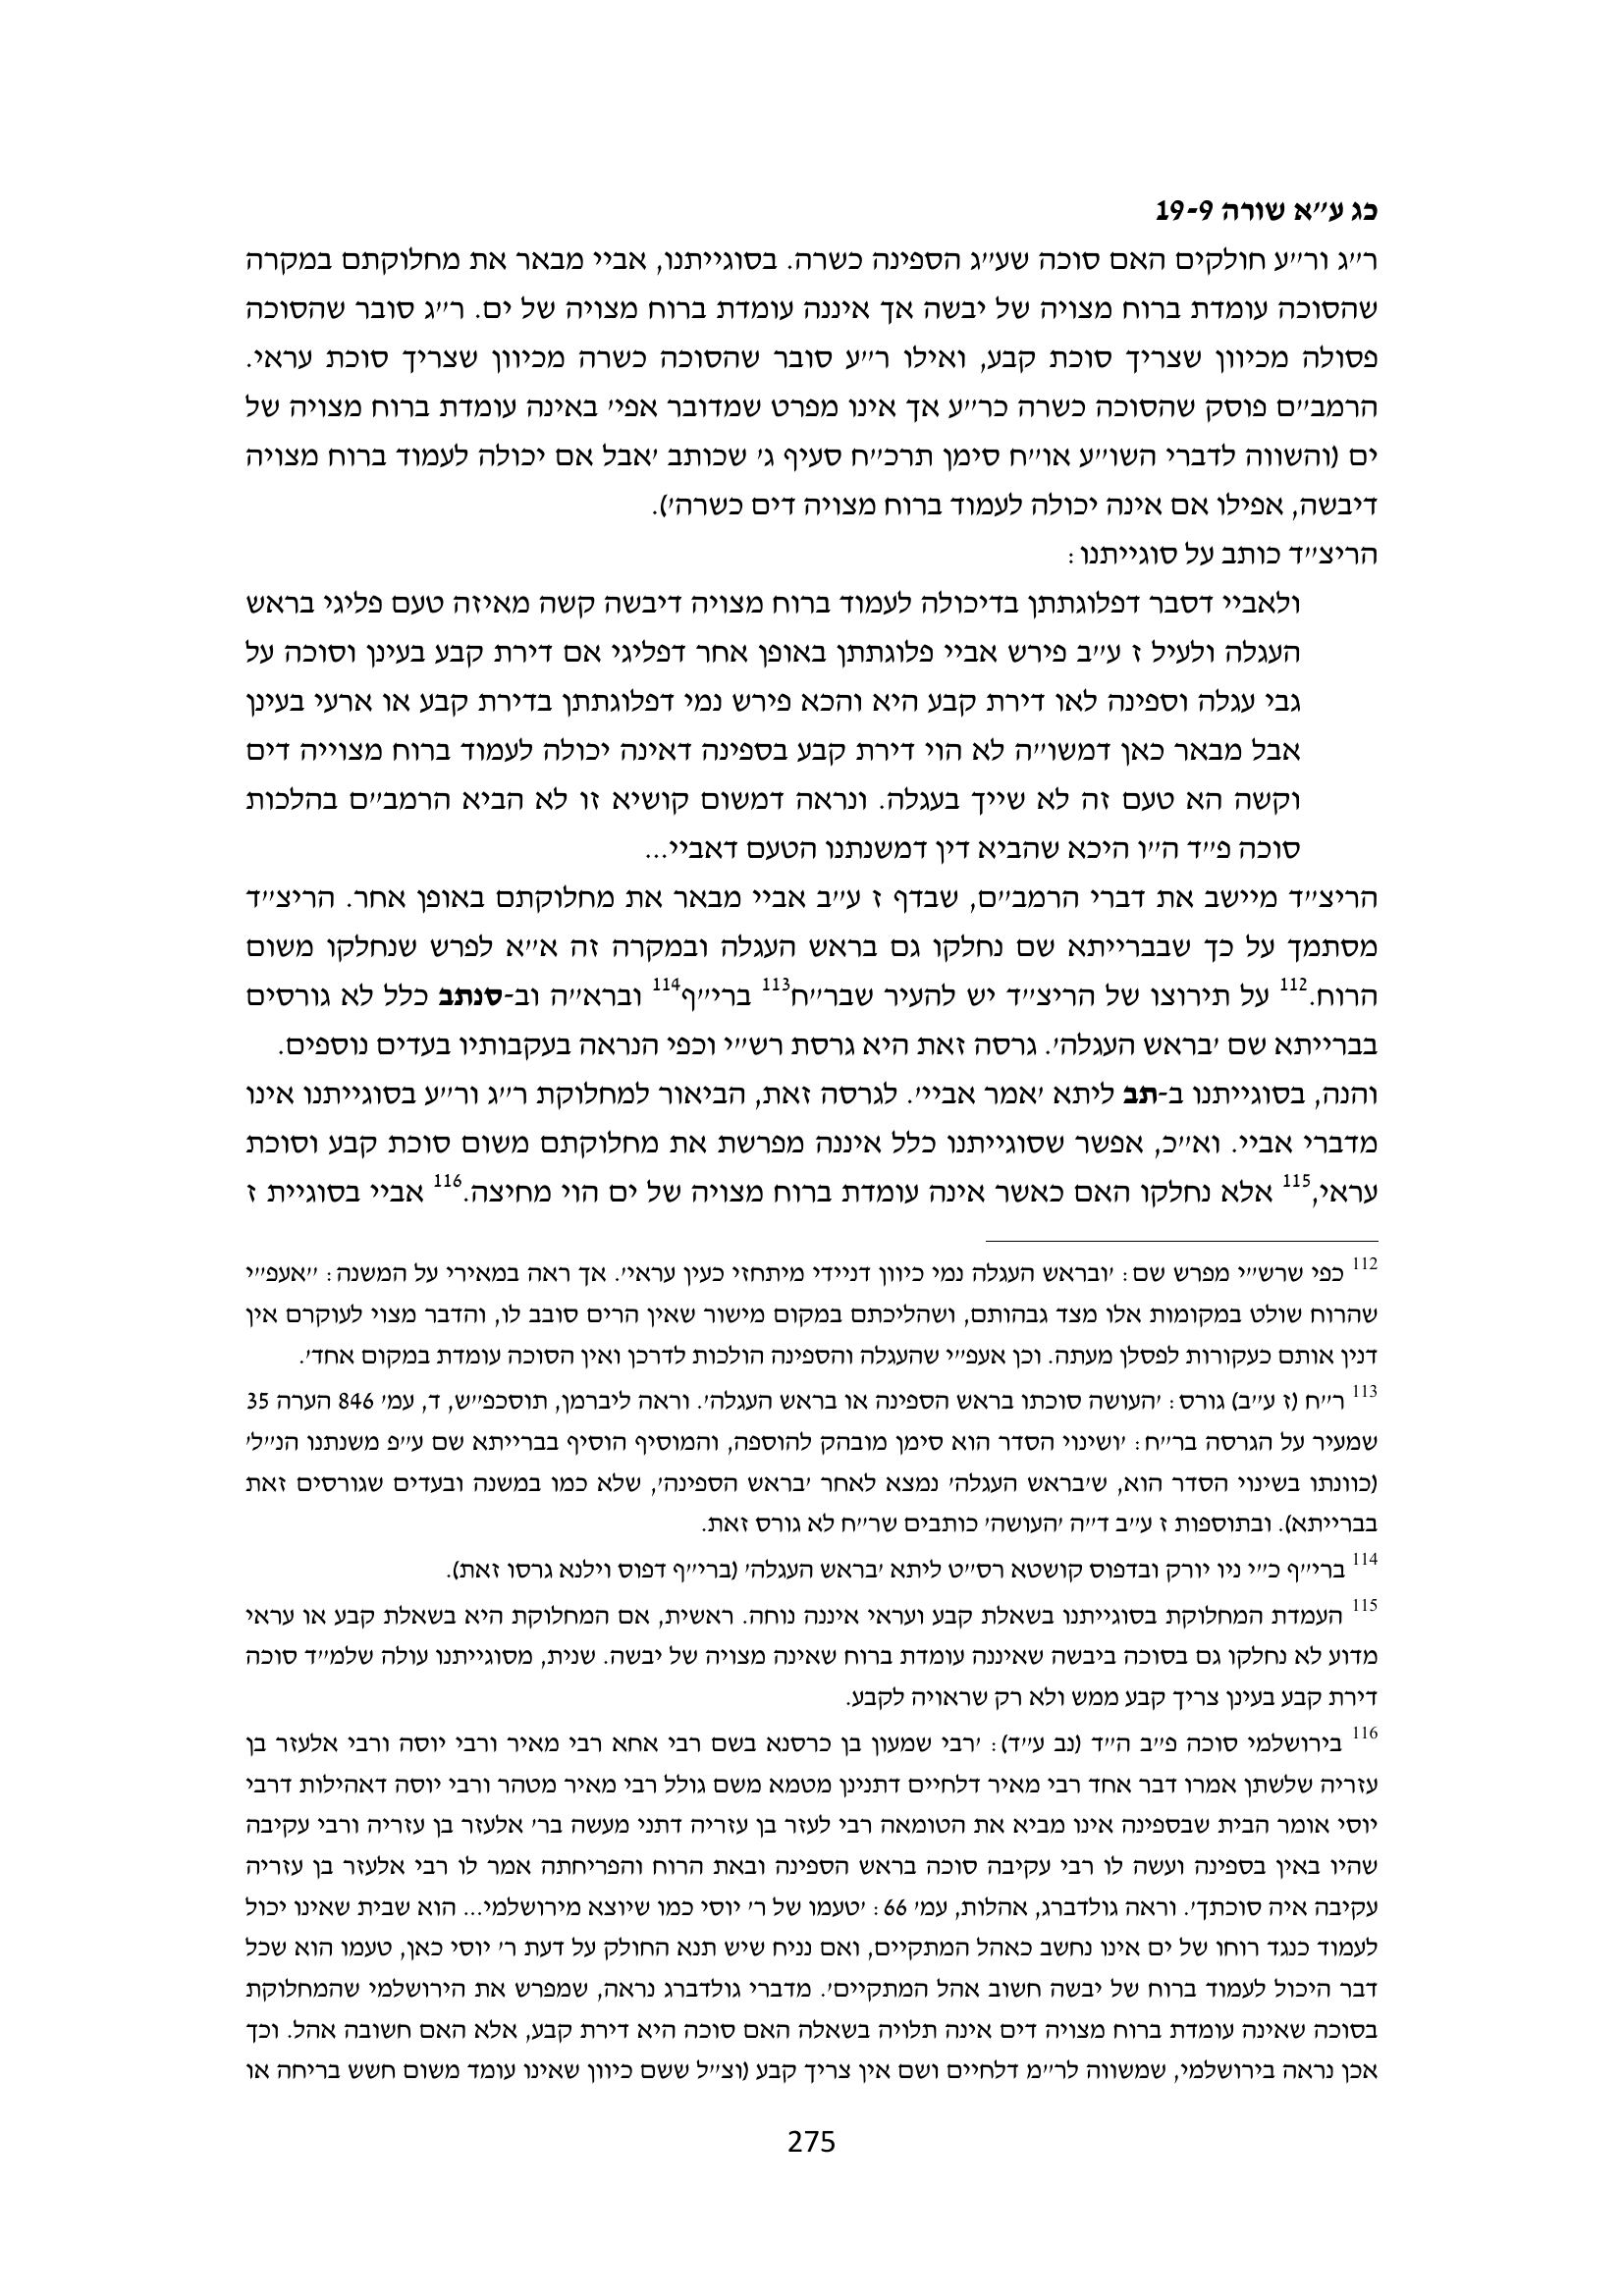 כג ע״א שורה 19-9
ר״ג ור״ע חולקים האם סוכה שע״ג הספינה כשרה. בסוגייתנו, אביי מבאר את מחלוקתם במקרה
שהסוכה עומדת ברוח מצויה של יבשה אך איננה עומדת ברוח מצויה של ים. ר״ג סובר שהסוכה
פסולה מכיוון שצריך סוכת קבע, ואילו ר״ע סובר שהסוכה כשרה מכיוון שצריך סוכת עראי.
הרמב״ם פוסק שהסוכה כשרה כר״ע אך אינו מפרט שמדובר אפי׳ באינה עומדת ברוח מצויה של
ים (והשווה לדברי השו״ע או״ח סימן תרכ״ח סעיף ג׳ שכותב ׳אבל אם יכולה לעמוד ברוח מצויה
דיבשה, אפילו אם אינה יכולה לעמוד ברוח מצויה דים כשרה׳).
הריצ״ד כותב על סוגייתנו:
ולאביי דסבר דפלוגתתן בדיכולה לעמוד ברוח מצויה דיבשה קשה מאיזה טעם פליגי בראש
העגלה ולעיל ז ע״ב פירש אביי פלוגתתן באופן אחר דפליגי אם דירת קבע בעינן וסוכה על
גבי עגלה וספינה לאו דירת קבע היא והכא פירש נמי דפלוגתתן בדירת קבע או ארעי בעינן
אבל מבאר כאן דמשו״ה לא הוי דירת קבע בספינה דאינה יכולה לעמוד ברוח מצוייה דים
וקשה הא טעם זה לא שייך בעגלה. ונראה דמשום קושיא זו לא הביא הרמב״ם בהלכות
סוכה פ״ד ה״ו היכא שהביא דין דמשנתנו הטעם דאביי...
הריצ״ד מיישב את דברי הרמב״ם, שבדף ז ע״ב אביי מבאר את מחלוקתם באופן אחר. הריצ״ד
מסתמך על כך שבברייתא שם נחלקו גם בראש העגלה ובמקרה זה א״א לפרש שנחלקו משום
הרוח.112 על תירוצו של הריצ״ד יש להעיר שבר״ח113 ברי״ף114 וברא״ה וב-סנתב כלל לא גורסים
בברייתא שם ׳בראש העגלה׳. גרסה זאת היא גרסת רש״י וכפי הנראה בעקבותיו בעדים נוספים.
והנה, בסוגייתנו ב-תב ליתא ׳אמר אביי׳. לגרסה זאת, הביאור למחלוקת ר״ג ור״ע בסוגייתנו אינו
מדברי אביי. וא״כ, אפשר שסוגייתנו כלל איננה מפרשת את מחלוקתם משום סוכת קבע וסוכת
עראי,115 אלא נחלקו האם כאשר אינה עומדת ברוח מצויה של ים הוי מחיצה.116 אביי בסוגיית ז
112 כפי שרש״י מפרש שם: ׳ובראש העגלה נמי כיוון דניידי מיתחזי כעין עראי׳. אך ראה במאירי על המשנה: ״אעפ״י
שהרוח שולט במקומות אלו מצד גבהותם, ושהליכתם במקום מישור שאין הרים סובב לו, והדבר מצוי לעוקרם אין
דנין אותם כעקורות לפסלן מעתה. וכן אעפ״י שהעגלה והספינה הולכות לדרכן ואין הסוכה עומדת במקום אחד׳.
113 ר״ח (ז ע״ב) גורס: ׳העושה סוכתו בראש הספינה או בראש העגלה׳. וראה ליברמן, תוסכפ״ש, ד, עמ׳ 846 הערה 35
שמעיר על הגרסה בר״ח: ׳ושינוי הסדר הוא סימן מובהק להוספה, והמוסיף הוסיף בברייתא שם ע״פ משנתנו הנ״ל׳
(כוונתו בשינוי הסדר הוא, ש׳בראש העגלה׳ נמצא לאחר ׳בראש הספינה׳, שלא כמו במשנה ובעדים שגורסים זאת
בברייתא). ובתוספות ז ע״ב ד״ה ׳העושה׳ כותבים שר״ח לא גורס זאת.
114 ברי״ף כ״י ניו יורק ובדפוס קושטא רס״ט ליתא ׳בראש העגלה׳ (ברי״ף דפוס וילנא גרסו זאת).
115 העמדת המחלוקת בסוגייתנו בשאלת קבע ועראי איננה נוחה. ראשית, אם המחלוקת היא בשאלת קבע או עראי
מדוע לא נחלקו גם בסוכה ביבשה שאיננה עומדת ברוח שאינה מצויה של יבשה. שנית, מסוגייתנו עולה שלמ״ד סוכה
דירת קבע בעינן צריך קבע ממש ולא רק שראויה לקבע.
116 בירושלמי סוכה פ״ב ה״ד (נב ע״ד): ׳רבי שמעון בן כרסנא בשם רבי אחא רבי מאיר ורבי יוסה ורבי אלעזר בן
עזריה שלשתן אמרו דבר אחד רבי מאיר דלחיים דתנינן מטמא משם גולל רבי מאיר מטהר ורבי יוסה דאהילות דרבי
יוסי אומר הבית שבספינה אינו מביא את הטומאה רבי לעזר בן עזריה דתני מעשה בר׳ אלעזר בן עזריה ורבי עקיבה
שהיו באין בספינה ועשה לו רבי עקיבה סוכה בראש הספינה ובאת הרוח והפריחתה אמר לו רבי אלעזר בן עזריה
עקיבה איה סוכתך׳. וראה גולדברג, אהלות, עמ׳ 66: ׳טעמו של ר׳ יוסי כמו שיוצא מירושלמי... הוא שבית שאינו יכול
לעמוד כנגד רוחו של ים אינו נחשב כאהל המתקיים, ואם נניח שיש תנא החולק על דעת ר׳ יוסי כאן, טעמו הוא שכל
דבר היכול לעמוד ברוח של יבשה חשוב אהל המתקיים׳. מדברי גולדברג נראה, שמפרש את הירושלמי שהמחלוקת
בסוכה שאינה עומדת ברוח מצויה דים אינה תלויה בשאלה האם סוכה היא דירת קבע, אלא האם חשובה אהל. וכך
אכן נראה בירושלמי, שמשווה לר״מ דלחיים ושם אין צריך קבע (וצ״ל ששם כיוון שאינו עומד משום חשש בריחה או
275